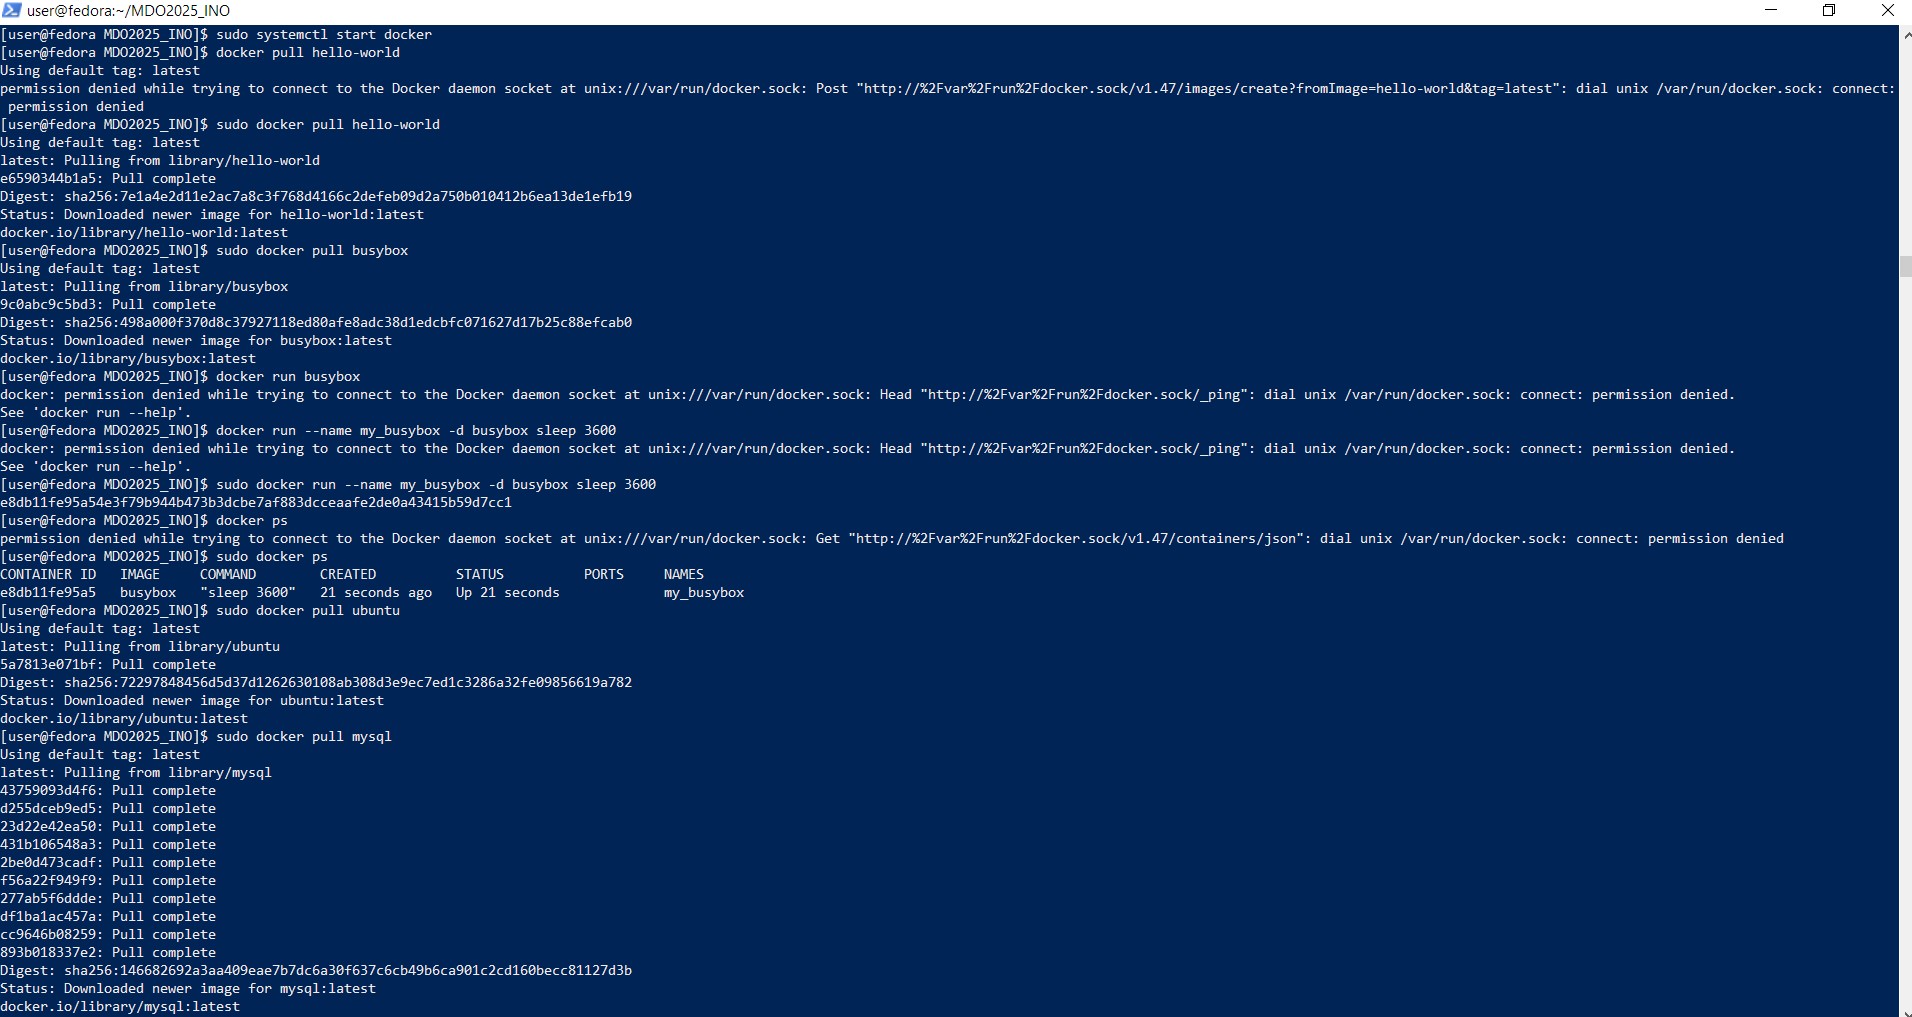 user@fedora:~/MDO2025_INO
[user@fedora MDO2025_INO]$ sudo systemctl start docker
[user@fedora MDO2025_INO]$ docker pull hello-world
Using default tag: latest
permission denied while trying to connect to the Docker daemon socket at unix:///var/run/docker.sock: Post "http://%2Fvar%2Frun%2Fdocker.sock/v1.47/images/create?fromImage=hello-world&tag=latest": dial unix /var/run/docker.sock: connect:
 permission denied
[user@fedora MDO2025_INO]$ sudo docker pull hello-world
Using default tag: latest
latest: Pulling from library/hello-world
e6590344b1a5: Pull complete
Digest: sha256:7e1a4e2d11e2ac7a8c3f768d4166c2defeb09d2a750b010412b6ea13de1efb19
Status: Downloaded newer image for hello-world:latest
docker.io/library/hello-world:latest
[user@fedora MDO2025_INO]$ sudo docker pull busybox
Using default tag: latest
latest: Pulling from library/busybox
9c0abc9c5bd3: Pull complete
Digest: sha256:498a000f370d8c37927118ed80afe8adc38d1edcbfc071627d17b25c88efcab0
Status: Downloaded newer image for busybox:latest
docker.io/library/busybox:latest
[user@fedora MDO2025_INO]$ docker run busybox
docker: permission denied while trying to connect to the Docker daemon socket at unix:///var/run/docker.sock: Head "http://%2Fvar%2Frun%2Fdocker.sock/_ping": dial unix /var/run/docker.sock: connect: permission denied.
See 'docker run --help'.
[user@fedora MDO2025_INO]$ docker run --name my_busybox -d busybox sleep 3600
docker: permission denied while trying to connect to the Docker daemon socket at unix:///var/run/docker.sock: Head "http://%2Fvar%2Frun%2Fdocker.sock/_ping": dial unix /var/run/docker.sock: connect: permission denied.
See 'docker run --help'.
[user@fedora MDO2025_INO]$ sudo docker run --name my_busybox -d busybox sleep 3600
e8db11fe95a54e3f79b944b473b3dcbe7af883dcceaafe2de0a43415b59d7cc1
[user@fedora MDO2025_INO]$ docker ps
permission denied while trying to connect to the Docker daemon socket at unix:///var/run/docker.sock: Get "http://%2Fvar%2Frun%2Fdocker.sock/v1.47/containers/json": dial unix /var/run/docker.sock: connect: permission denied
[user@fedora MDO2025_INO]$ sudo docker ps
CONTAINER ID   IMAGE     COMMAND        CREATED          STATUS          PORTS     NAMES
e8db11fe95a5   busybox   "sleep 3600"   21 seconds ago   Up 21 seconds             my_busybox
[user@fedora MDO2025_INO]$ sudo docker pull ubuntu
Using default tag: latest
latest: Pulling from library/ubuntu
5a7813e071bf: Pull complete
Digest: sha256:72297848456d5d37d1262630108ab308d3e9ec7ed1c3286a32fe09856619a782
Status: Downloaded newer image for ubuntu:latest
docker.io/library/ubuntu:latest
[user@fedora MDO2025_INO]$ sudo docker pull mysql
Using default tag: latest
latest: Pulling from library/mysql
43759093d4f6: Pull complete
d255dceb9ed5: Pull complete
23d22e42ea50: Pull complete
431b106548a3: Pull complete
2be0d473cadf: Pull complete
f56a22f949f9: Pull complete
277ab5f6ddde: Pull complete
df1ba1ac457a: Pull complete
cc9646b08259: Pull complete
893b018337e2: Pull complete
Digest: sha256:146682692a3aa409eae7b7dc6a30f637c6cb49b6ca901c2cd160becc81127d3b
Status: Downloaded newer image for mysql:latest
docker.io/library/mysql:latest